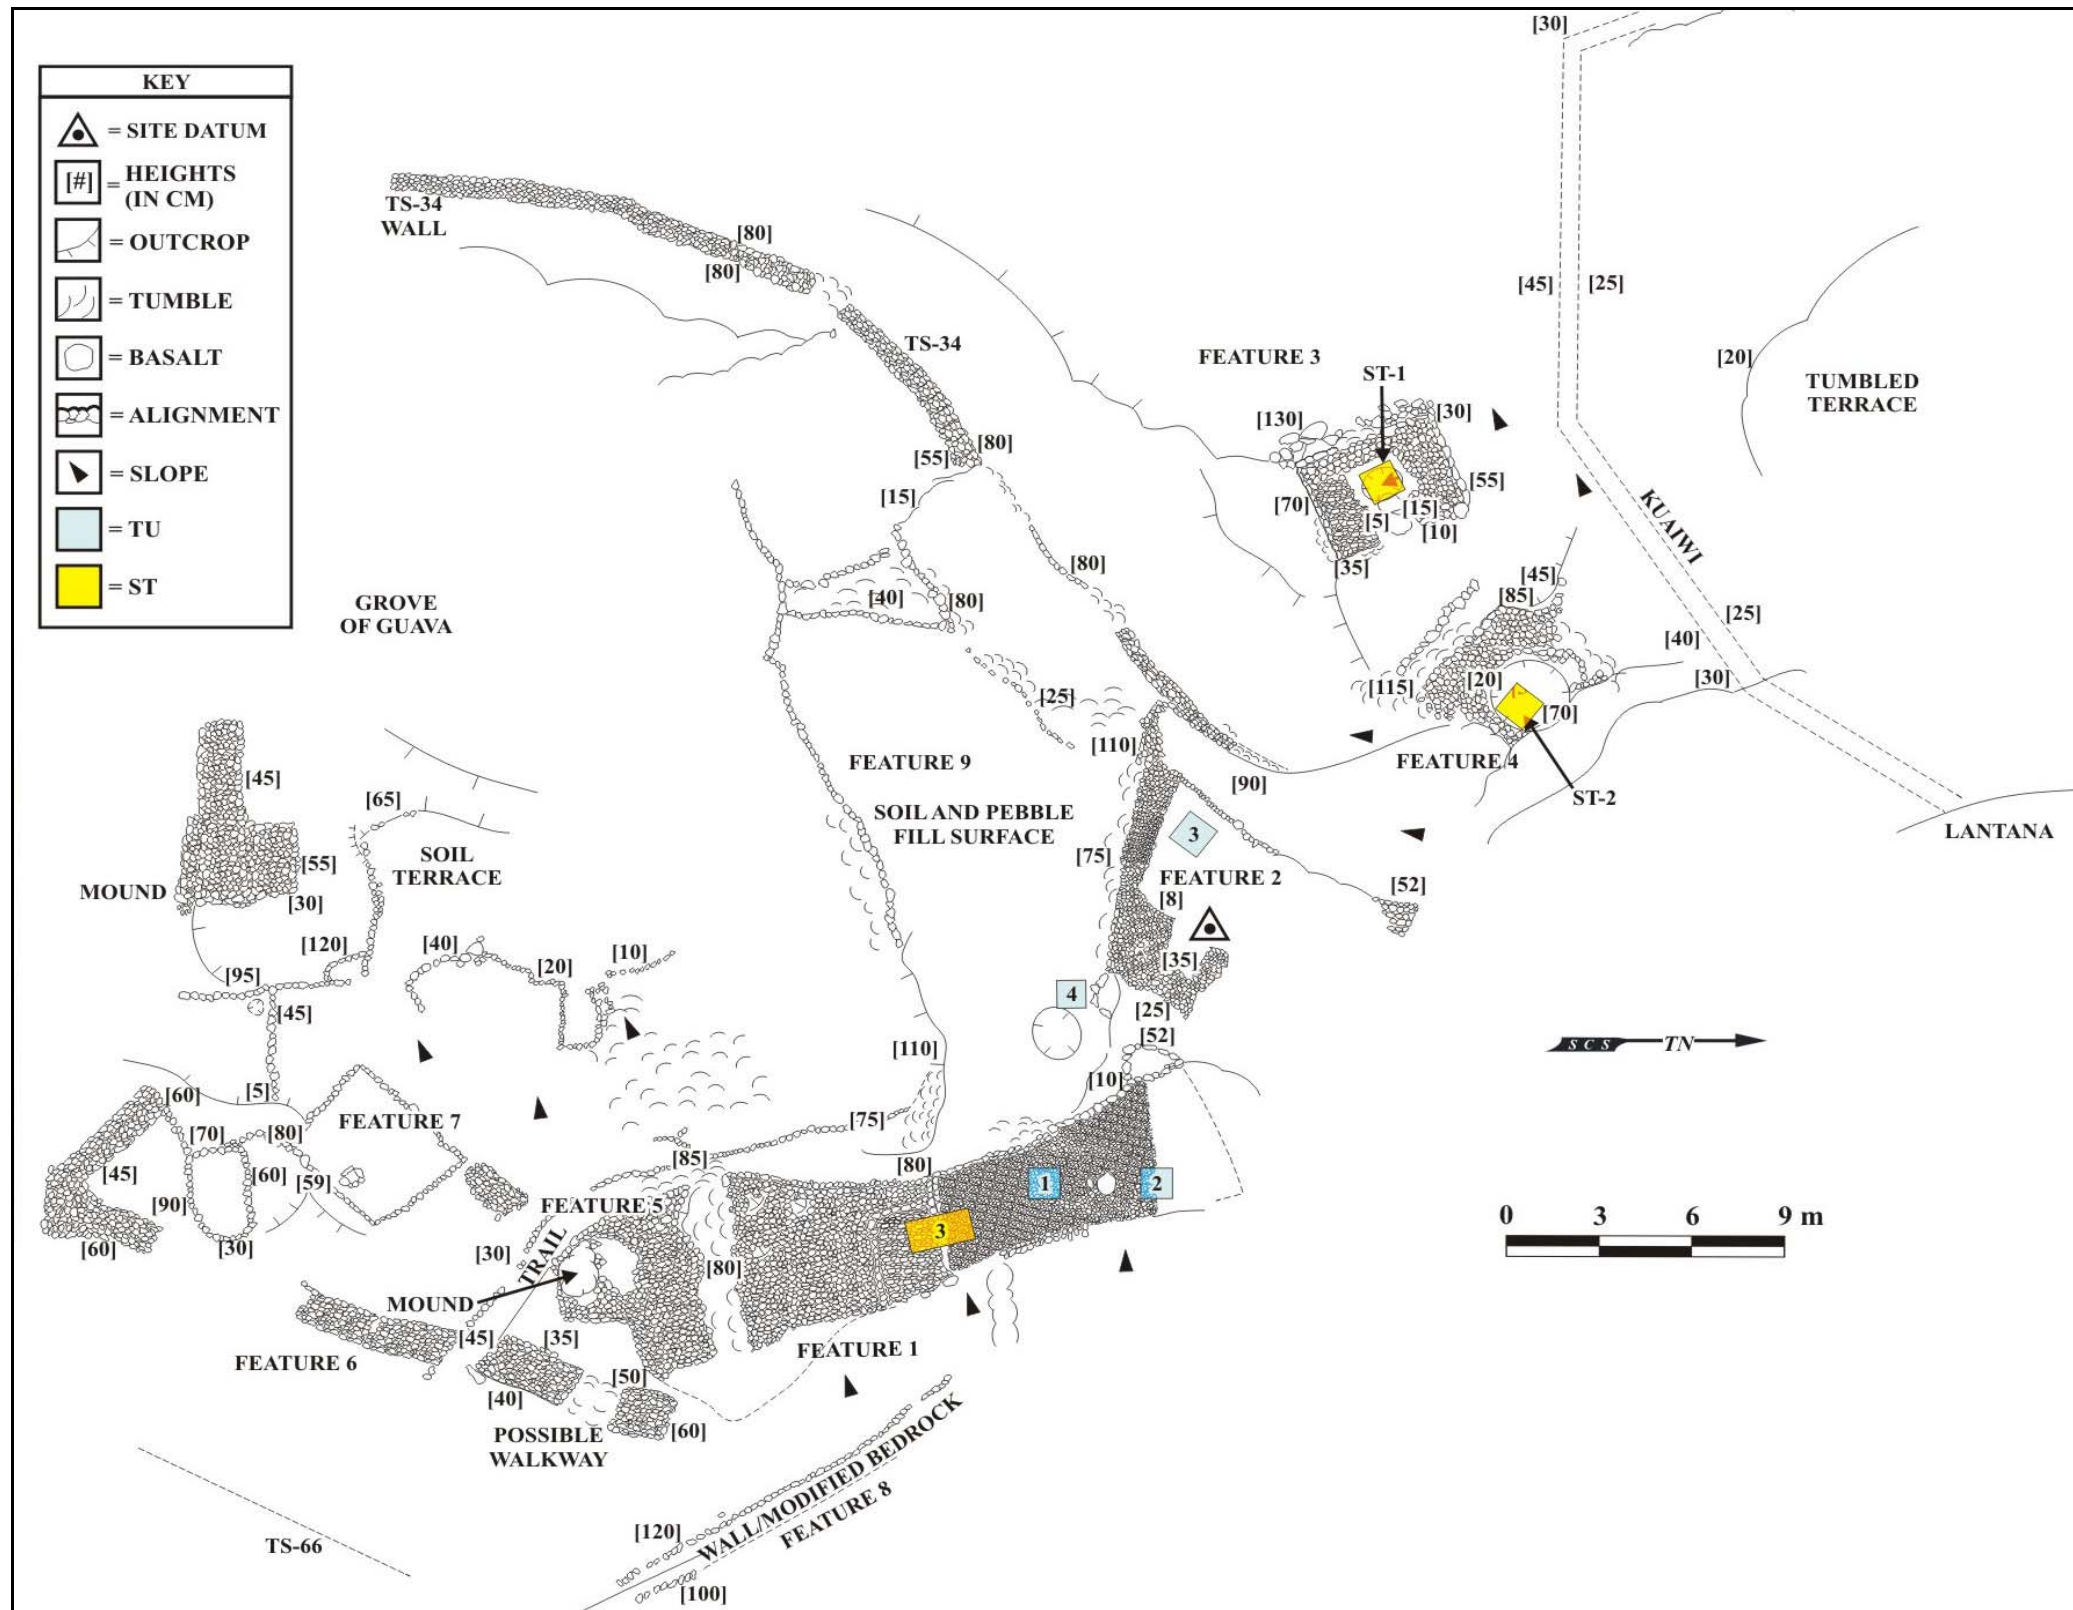 KEY
= SITE DATUM
[#] = HEIGHTS
(IN CM)
= OUTCROP
= TUMBLE
= BASALT
= ALIGNMENT
= SLOPE
= TU
= ST
[30]
TS-34
WALL
[80]
[80]
[45]
[25]
TS-34
FEATURE 3
ST-1
[20]
TUMBLED
TERRACE
[130]
[30]
[55]
[80]
[15]
[70]
[55]
[5]
[15]
[10]
[35]
KUAIWI
[80]
[45]
[85]
[40]
[80]
GROVE
OF GUAVA
[25]
[40]
[30]
[115]
[20]
[70]
[25]
[110]
FEATURE 4
ST-2
[90]
FEATURE 9
SOIL AND PEBBLE
FILL SURFACE
LANTANA
[45]
[65]
3
[75]
FEATURE 2
[8]
[52]
SOIL
TERRACE
[55]
MOUND
[30]
[120]
[40]
[20]
[10]
[95]
[45]
[35]
4
[25]
[52]
[110]
[10]
SCS TN
[5]
[60]
[70]
[80]
FEATURE 7
[75]
[45]
[60]
[59]
[90]
[60]
[30]
[85]
[80]
1
2
FEATURE 5
3
[30]
TRAIL
[80]
MOUND
0 3 6 9 m
[45]
[35]
FEATURE 6
FEATURE 1
[40]
[50]
[60]
POSSIBLE
WALKWAY
WALL/MODIFIED BEDROCK
FEATURE 8
[120]
[100]
TS-66